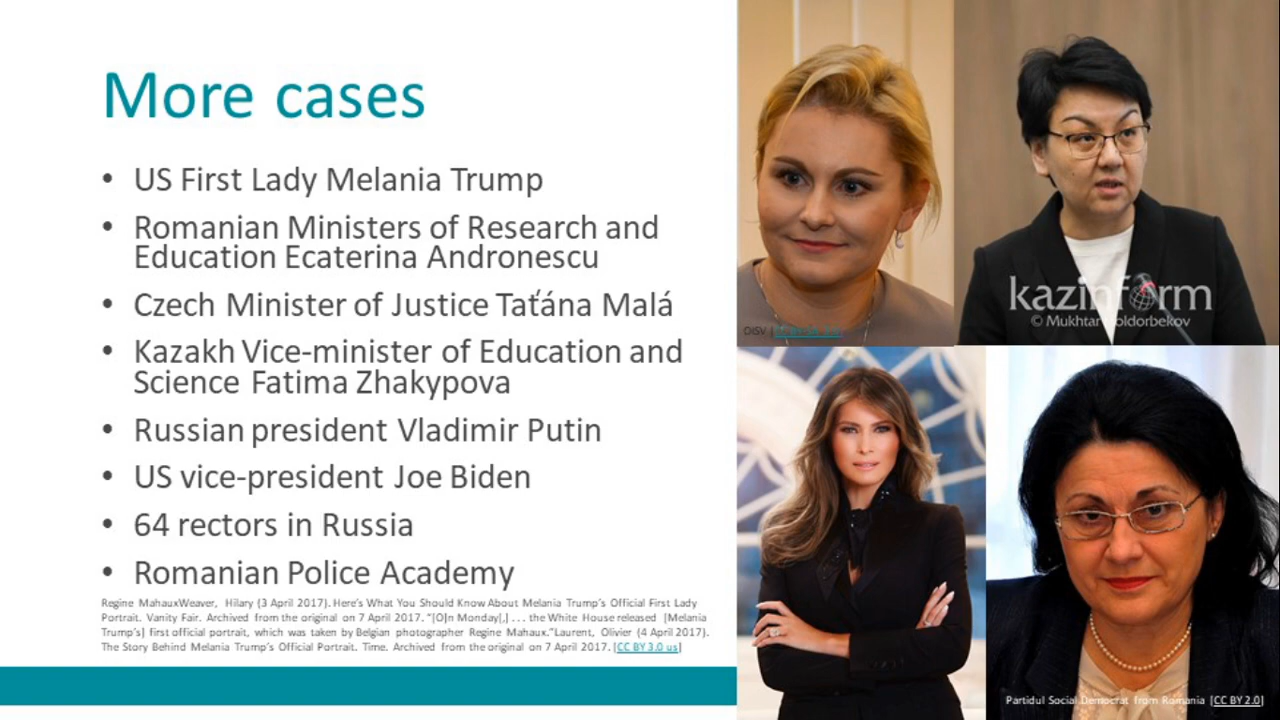 More cases
• US First Lady Melania Trump
• Romanian Ministers of Research and
Education Ecaterina Andronescu
• Czech Minister of Justice Taťána Malá
• Kazakh Vice-minister of Education and
Science Fatima Zhakypova
• Russian president Vladimir Putin
• US vice-president Joe Biden
• 64 rectors in Russia
• Romanian Police Academy
Regine MahauxWeaver, Hilary (3 April 2017). Here's What You Should Know About Melania Trump's Official First Lady
Portrait. Vanity Fair. Archived from the original on 7 April 2017. "[O]n Monday[,] . . . the White House released [Melania
Trump's] first official portrait, which was taken by Belgian photographer Regine Mahaux."Laurent, Olivier (4 April 2017).
The Story Behind Melania Trump's Official Portrait. Time. Archived from the original on 7 April 2017. [CC BY 3.0 us]
kazinform
© Mukhtar Holdorbekov
Partidul Social Democrat from Romania [CC BY 2.0]